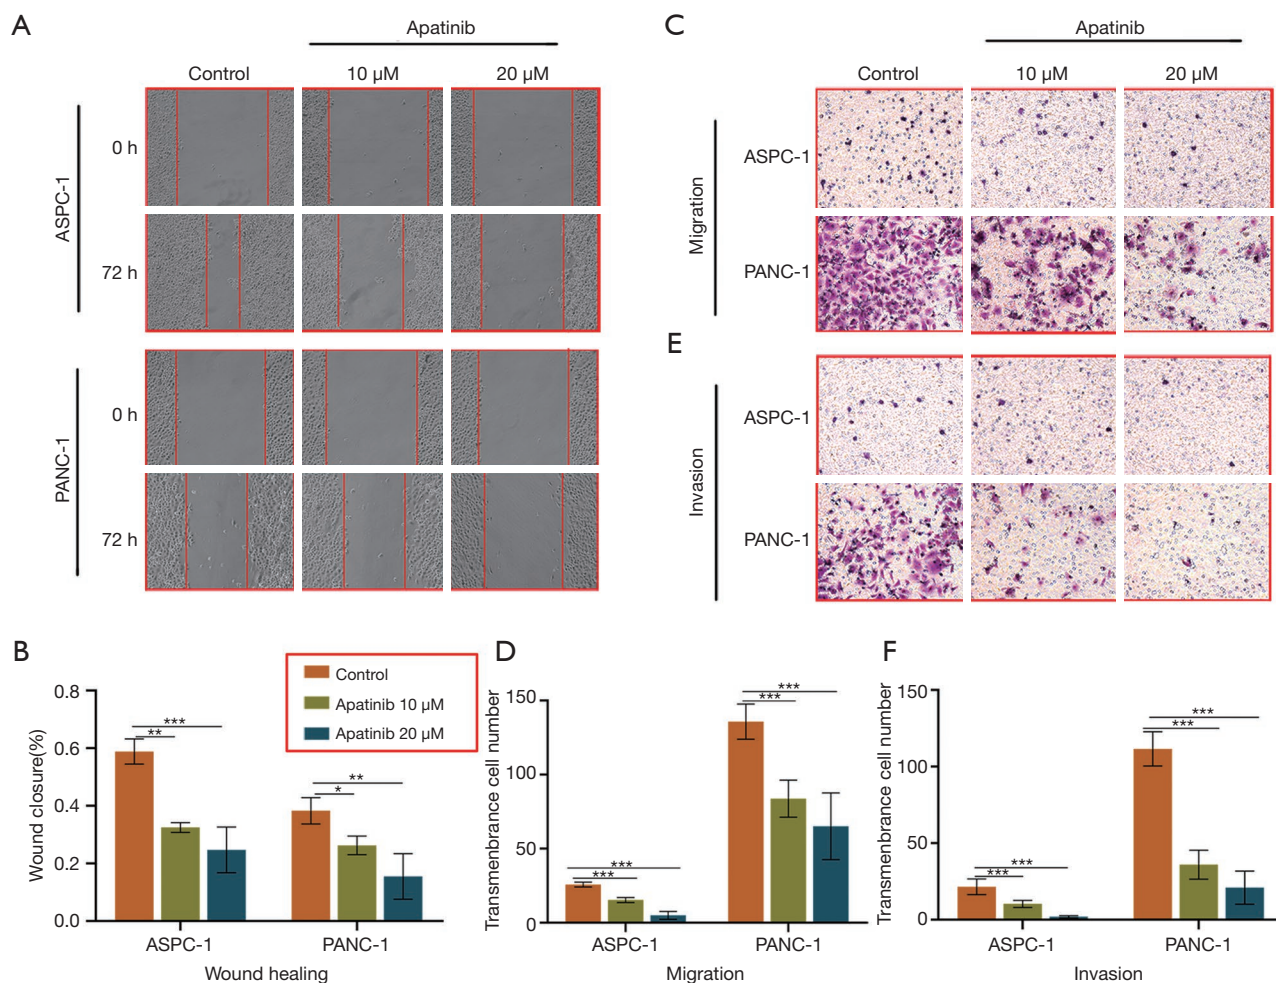 A
Apatinib
Control
10 µM
20 µM
ASPC-1
0 h
72 h
PANC-1
0 h
72 h
C
Apatinib
Control
10 µM
20 µM
Migration
ASPC-1
PANC-1
E
Invasion
ASPC-1
PANC-1
B
Control
Apatinib 10 µM
Apatinib 20 µM
Wound closure(%)
0.8
0.6
0.4
0.2
0.0
***
**
**
*
ASPC-1
PANC-1
Wound healing
D
Transmenbrance cell number
150
100
50
0
***
***
***
***
ASPC-1
PANC-1
Migration
F
Transmenbrance cell number
150
100
50
0
***
***
***
***
ASPC-1
PANC-1
Invasion